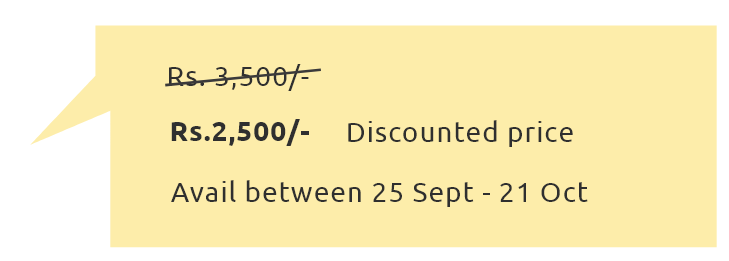 Rs. 3,500/-
Rs.2,500/- Discounted price
Avail between 25 Sept - 21 Oct